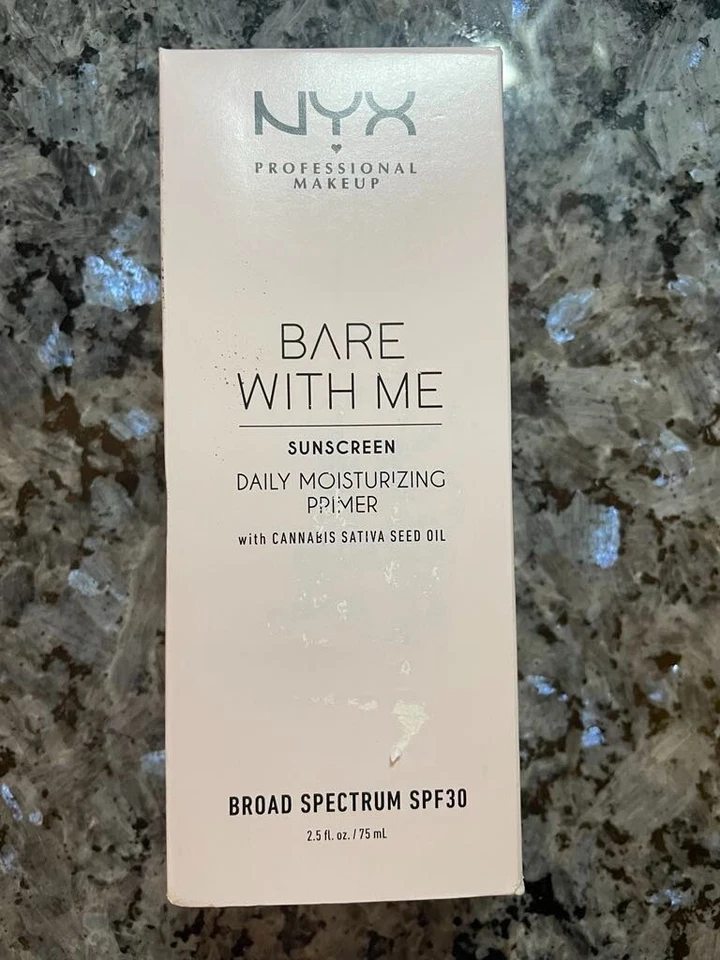 NYX
PROFESSIONAL
MAKEUP
BARE
WITH ME
SUNSCREEN
DAILY MOISTURIZING
PRIMER
with CANNABIS SATIVA SEED OIL
BROAD SPECTRUM SPF30
2.5 fl. oz. / 75 mL